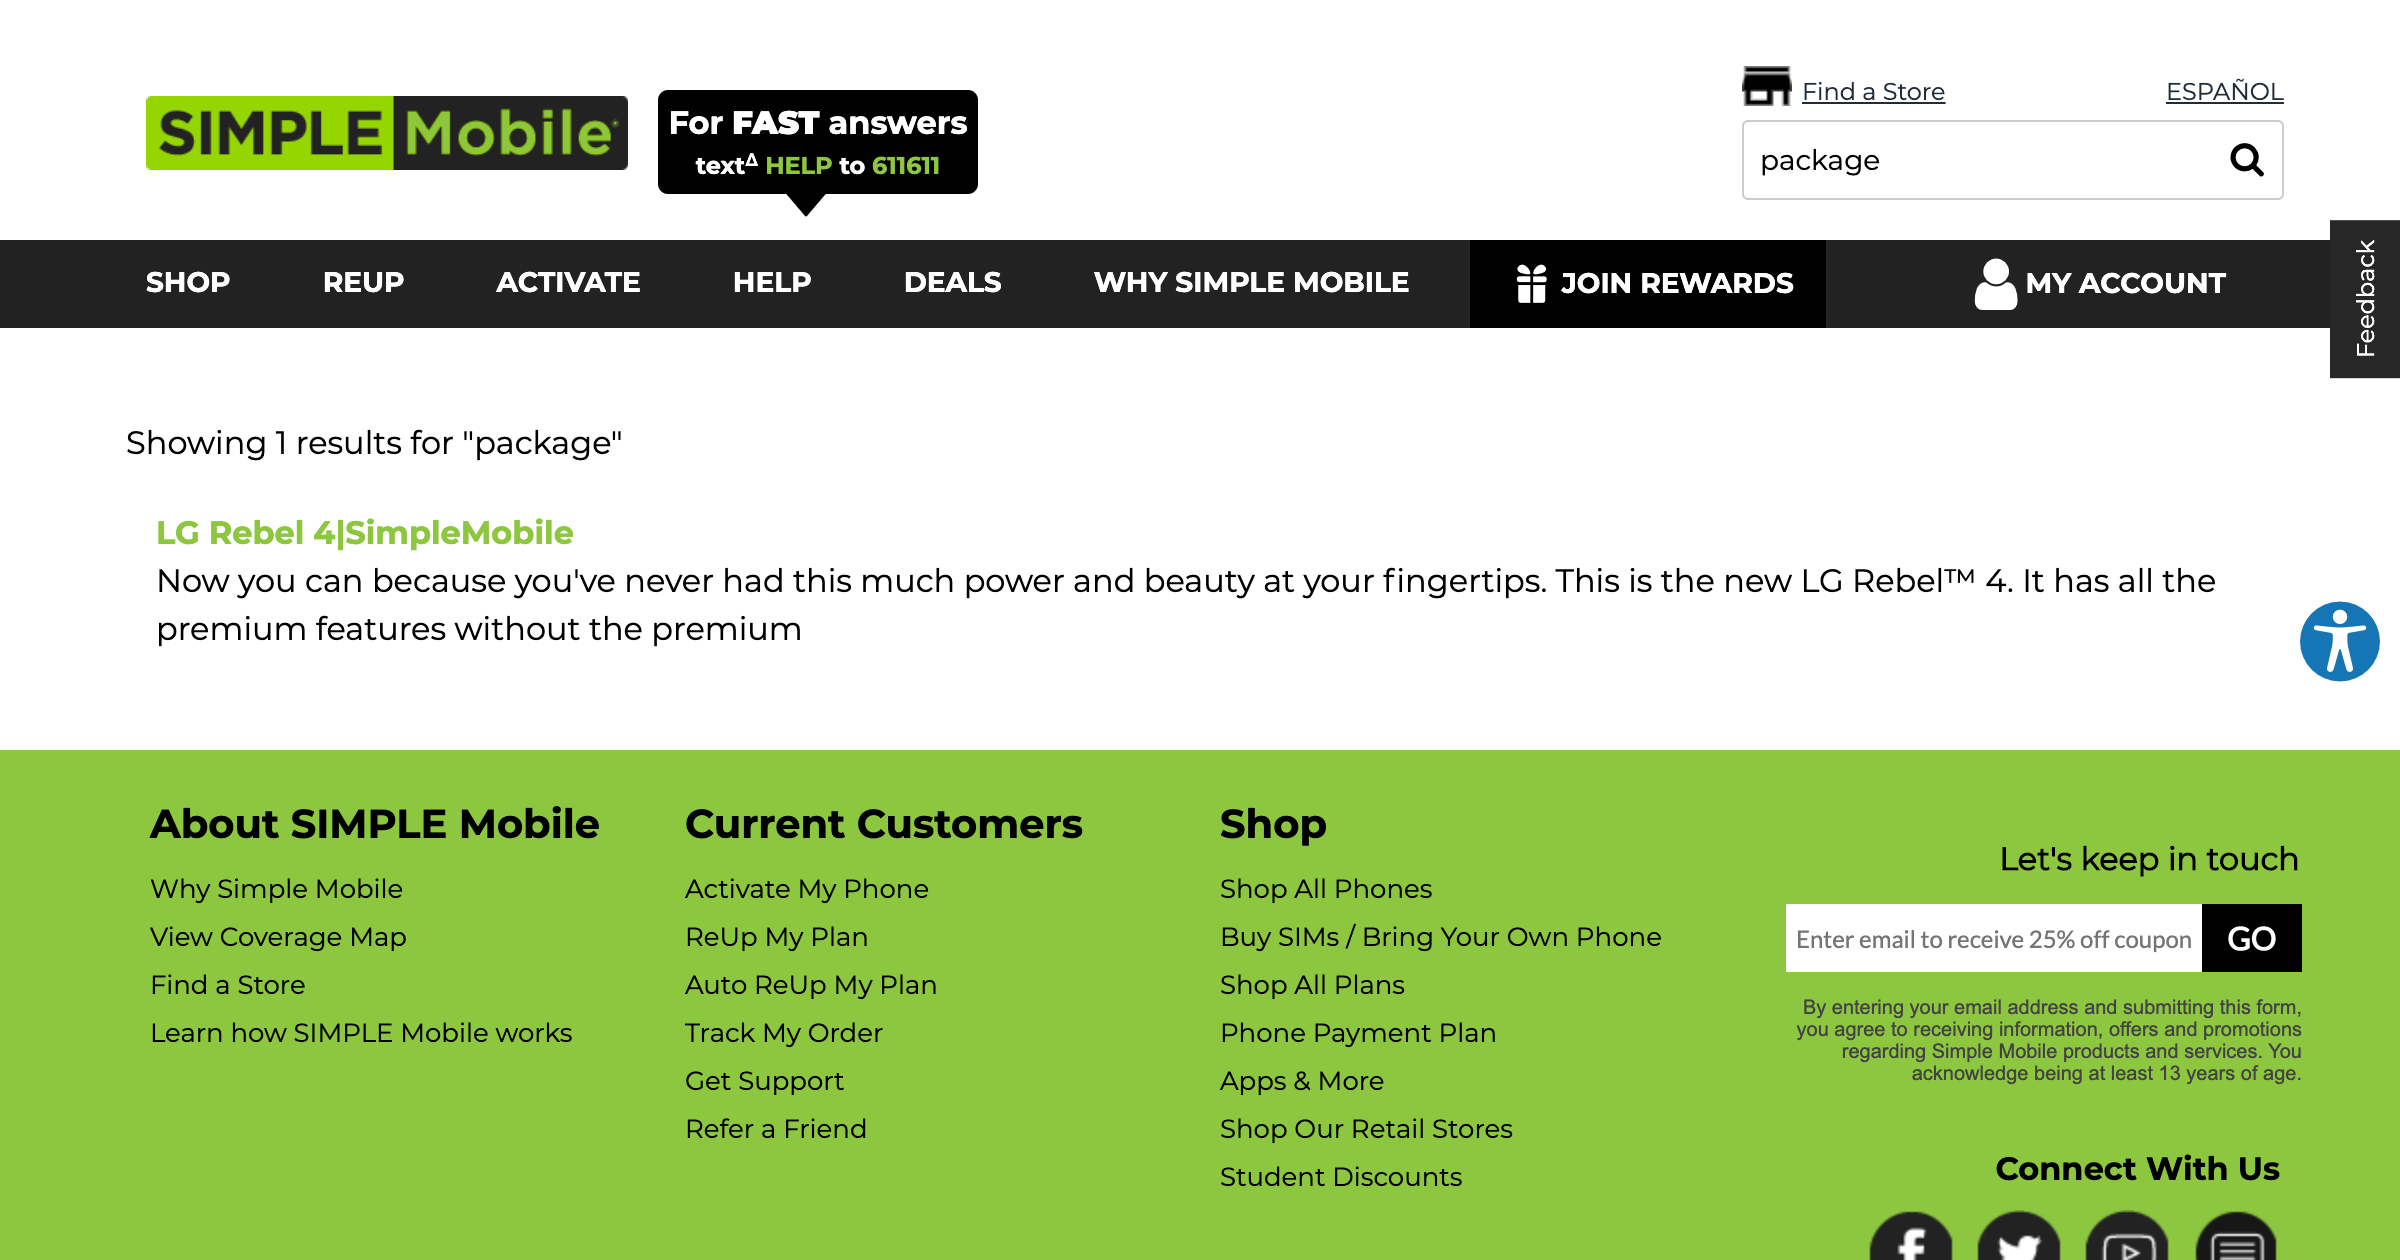 SIMPLE Mobile
For FAST answers
textΔ HELP to 611611
Find a Store
ESPAÑOL
package
SHOP
REUP
ACTIVATE
HELP
DEALS
WHY SIMPLE MOBILE
JOIN REWARDS
MY ACCOUNT
Feedback
Showing 1 results for "package"
LG Rebel 4|SimpleMobile
Now you can because you've never had this much power and beauty at your fingertips. This is the new LG Rebel™ 4. It has all the
premium features without the premium
About SIMPLE Mobile
Why Simple Mobile
View Coverage Map
Find a Store
Learn how SIMPLE Mobile works
Current Customers
Activate My Phone
ReUp My Plan
Auto ReUp My Plan
Track My Order
Get Support
Refer a Friend
Shop
Shop All Phones
Buy SIMs / Bring Your Own Phone
Shop All Plans
Phone Payment Plan
Apps & More
Shop Our Retail Stores
Student Discounts
Let's keep in touch
Enter email to receive 25% off coupon
GO
By entering your email address and submitting this form,
you agree to receiving information, offers and promotions
regarding Simple Mobile products and services. You
acknowledge being at least 13 years of age.
Connect With Us